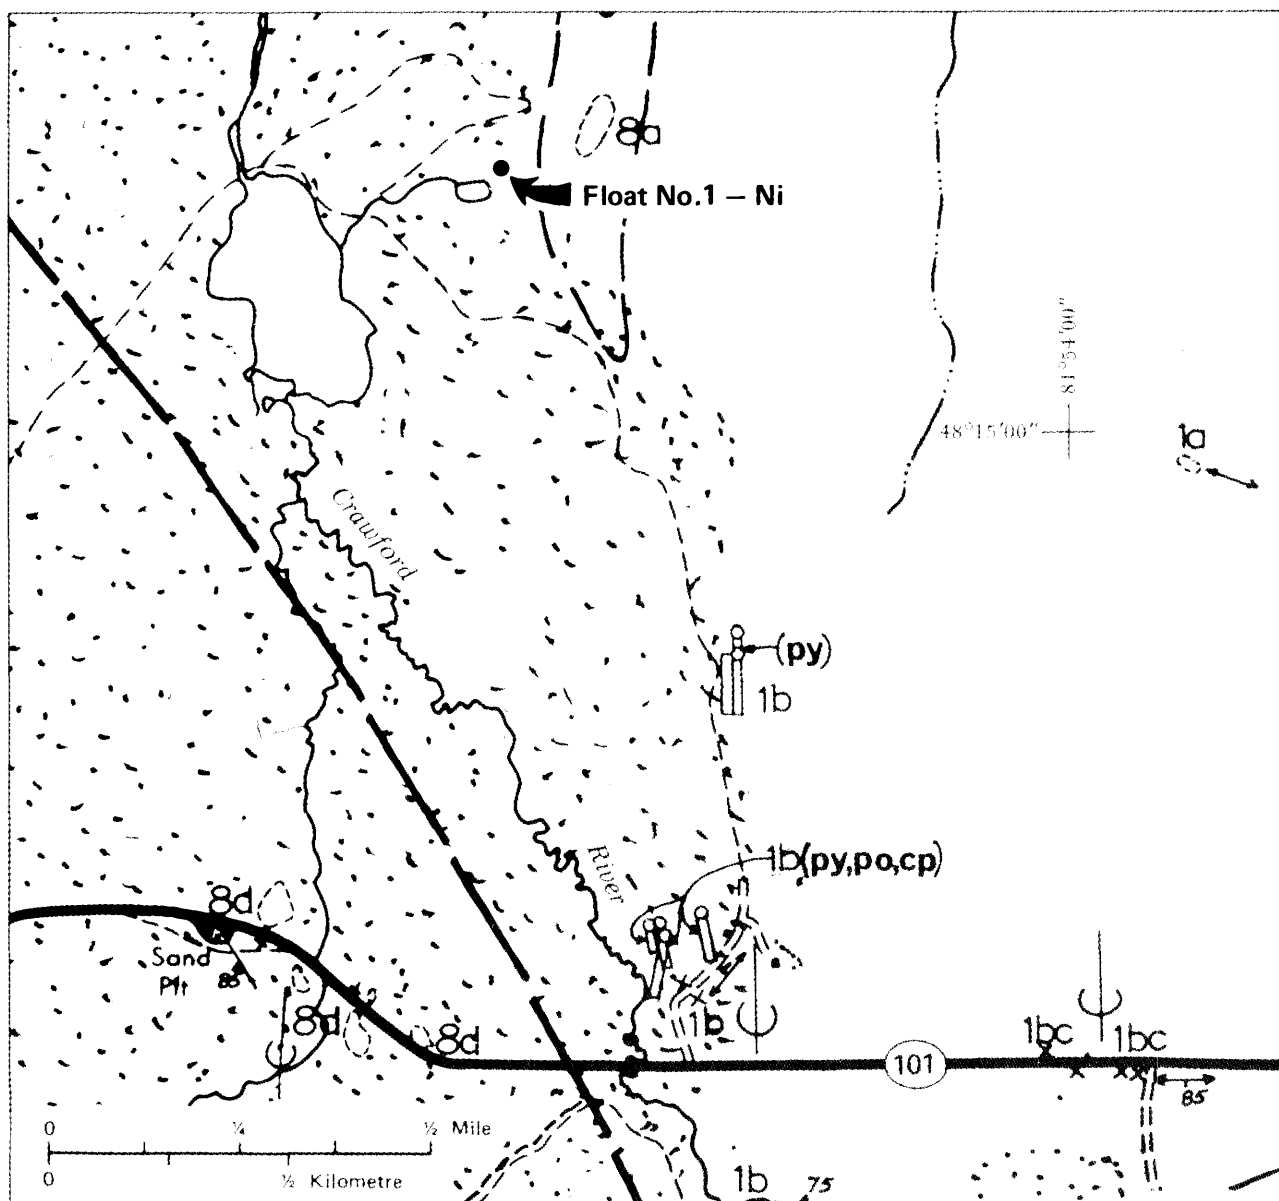 8a
Float No.1 – Ni
81°54'00"
48°15'00"
1a
Crawford
(py)
1b
1b(py,po,cp)
River
8d
Sand
Pit
85
8d
8d
1b
101
1bc
1bc
85
0 ¼ ½ Mile
0 ½ Kilometre
1b
75